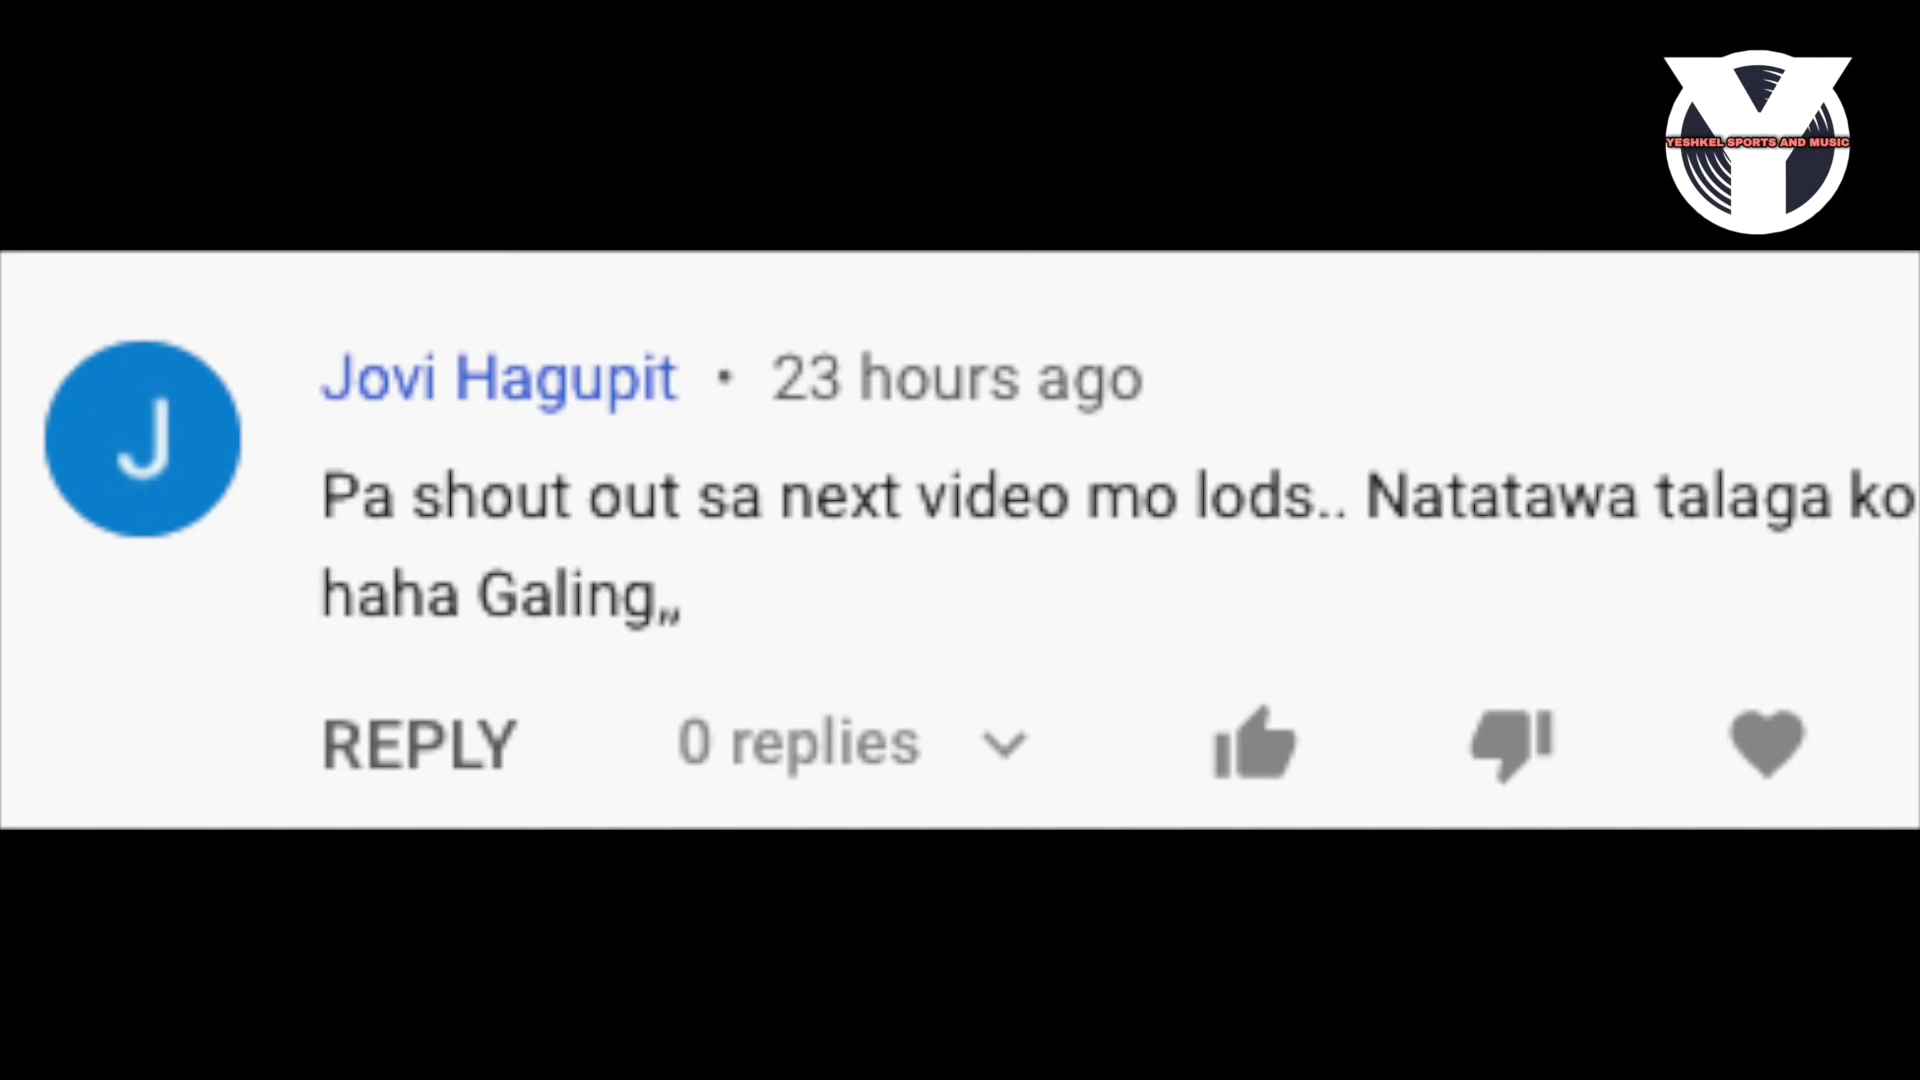 YESHKEL SPORTS AND MUSIC
J
Jovi Hagupit · 23 hours ago
Pa shout out sa next video mo lods.. Natatawa talaga ko
haha Galing,,
REPLY 0 replies